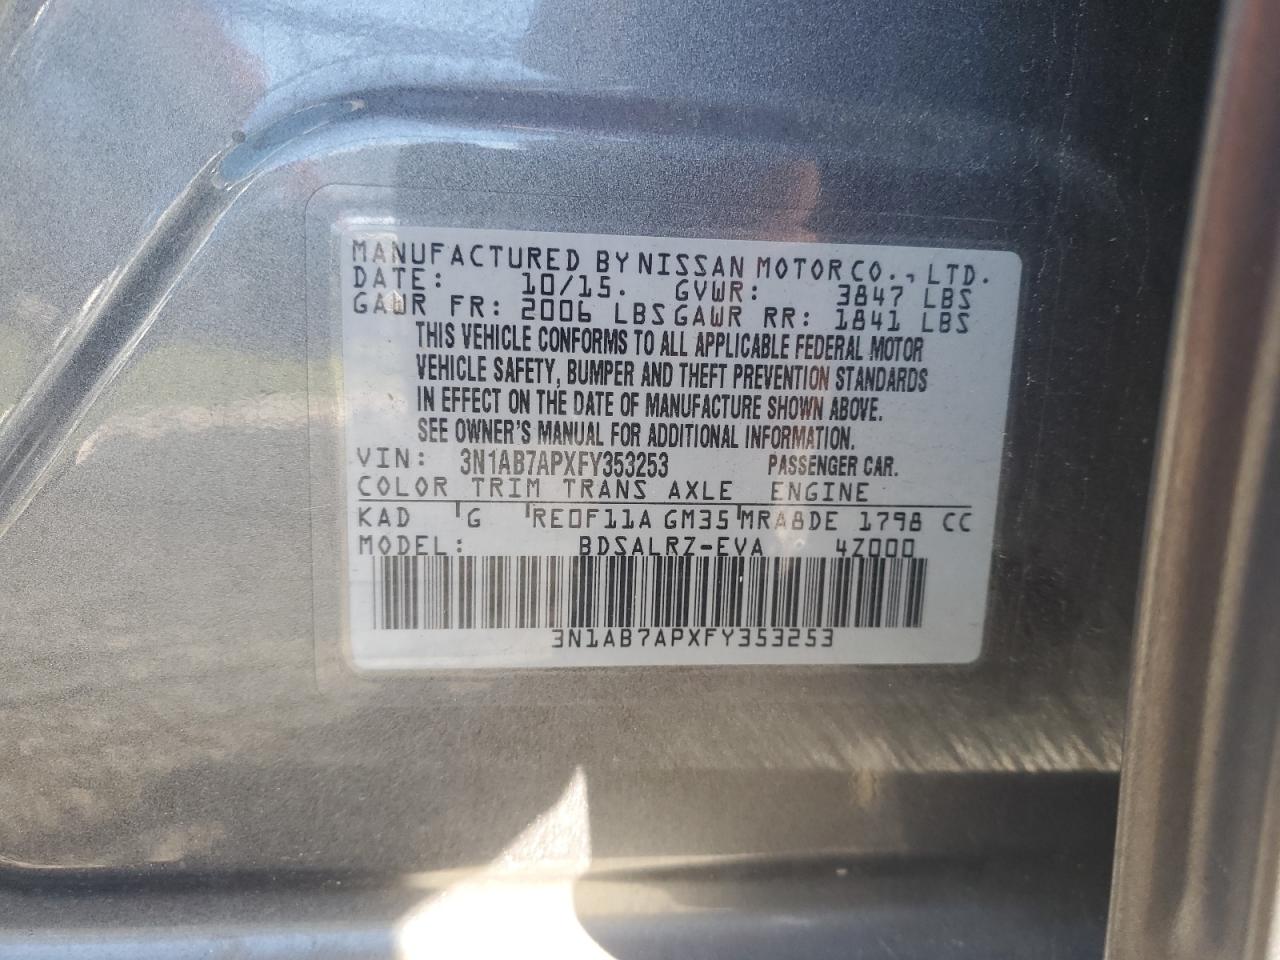 MANUFACTURED BY NISSAN MOTOR CO., LTD.
DATE: 10/15. GVWR: 3847 LBS
GAWR FR: 2006 LBS GAWR RR: 1841 LBS
THIS VEHICLE CONFORMS TO ALL APPLICABLE FEDERAL MOTOR
VEHICLE SAFETY, BUMPER AND THEFT PREVENTION STANDARDS
IN EFFECT ON THE DATE OF MANUFACTURE SHOWN ABOVE.
SEE OWNER'S MANUAL FOR ADDITIONAL INFORMATION.
VIN: 3N1AB7APXFY353253 PASSENGER CAR.
COLOR TRIM TRANS AXLE ENGINE
KAD G RE0F11A GM35 MRA8DE 1798 CC
MODEL: BDSALRZ-EVA 4Z000
3N1AB7APXFY353253